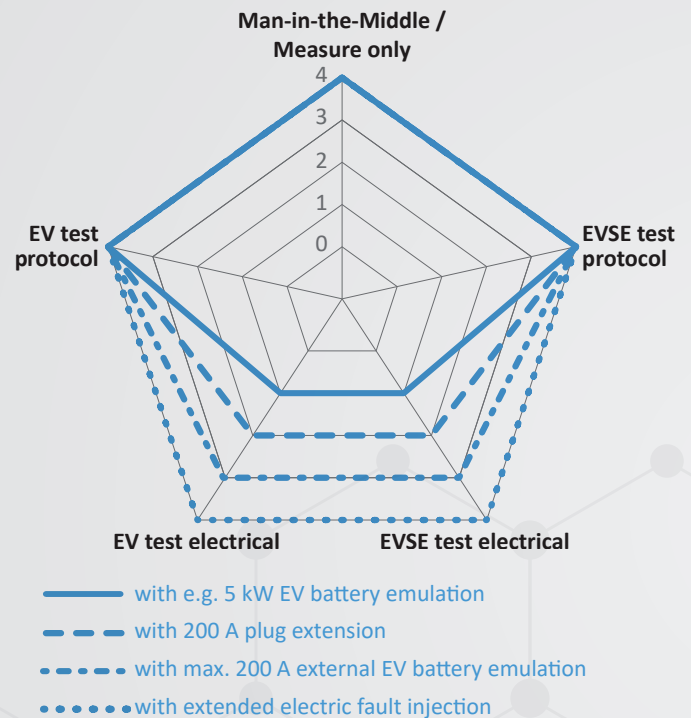 Man-in-the-Middle /
Measure only
4
3
2
1
0
EV test
protocol
EVSE test
protocol
EV test electrical
EVSE test electrical
with e.g. 5 kW EV battery emulation
with 200 A plug extension
with max. 200 A external EV battery emulation
with extended electric fault injection